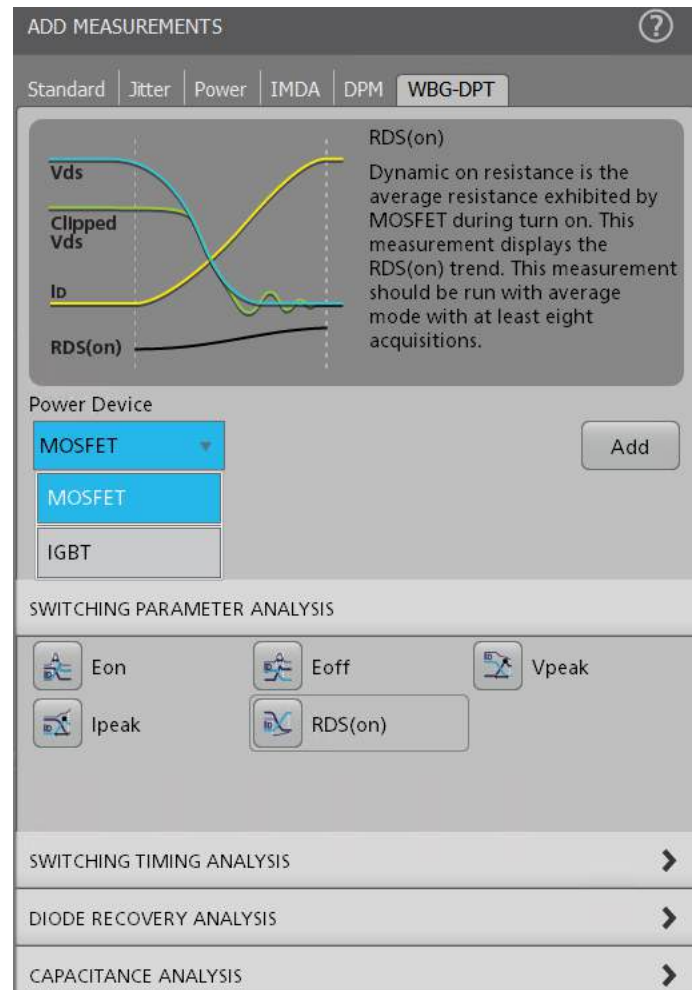 ADD MEASUREMENTS
?
Standard Jitter Power IMDA DPM WBG-DPT
RDS(on)
Dynamic on resistance is the
average resistance exhibited by
MOSFET during turn on. This
measurement displays the
RDS(on) trend. This measurement
should be run with average
mode with at least eight
acquisitions.
Vds
Clipped
Vds
ID
RDS(on)
Power Device
MOSFET
Add
MOSFET
IGBT
SWITCHING PARAMETER ANALYSIS
Eon Eoff Vpeak
Ipeak RDS(on)
SWITCHING TIMING ANALYSIS
DIODE RECOVERY ANALYSIS
CAPACITANCE ANALYSIS